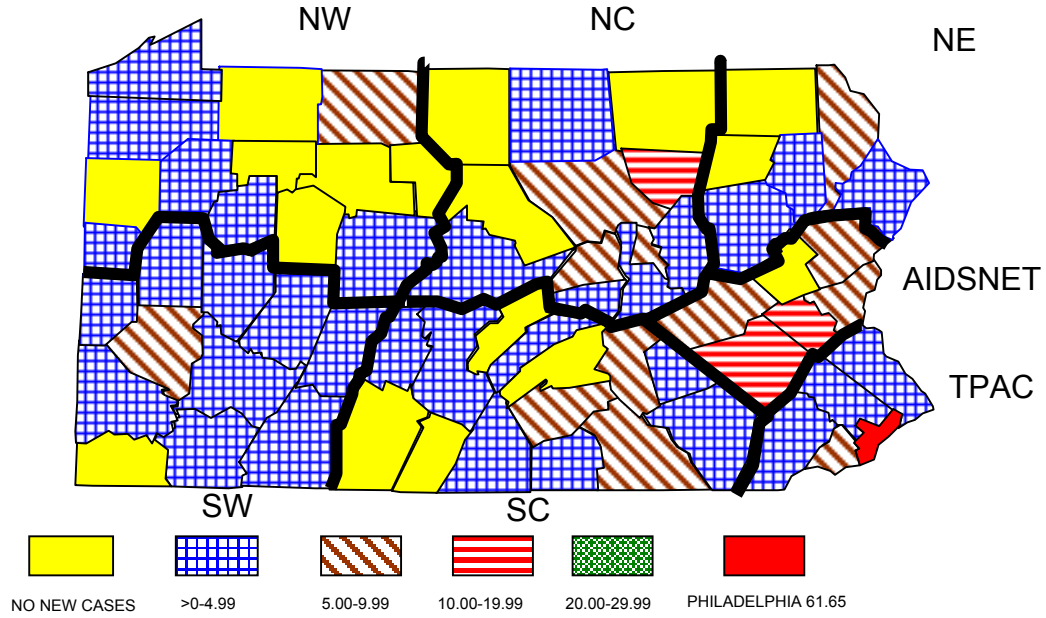 NW
NC
NE
AIDSNET
TPAC
SW
SC
NO NEW CASES
>0-4.99
5.00-9.99
10.00-19.99
20.00-29.99
PHILADELPHIA 61.65